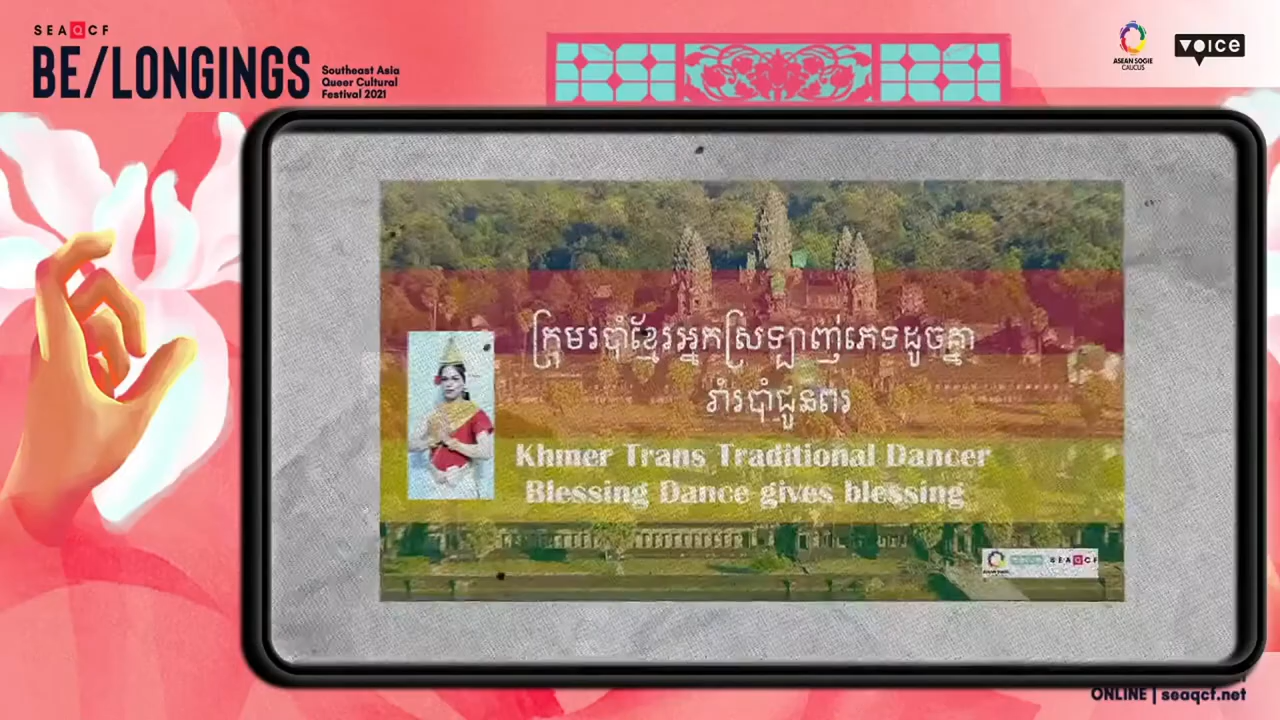 SEAQCF
BE/LONGINGS
Southeast Asia
Queer Cultural
Festival 2021
ASEAN SOGIE
CAUCUS
VOICE
ក្រុមរបាំខ្មែរអ្នកស្រឡាញ់ភេទដូចគ្នា
រាំរបាំជូនពរ
Khmer Trans Traditional Dancer
Blessing Dance gives blessing
SEAQCF
ONLINE | seaqcf.net